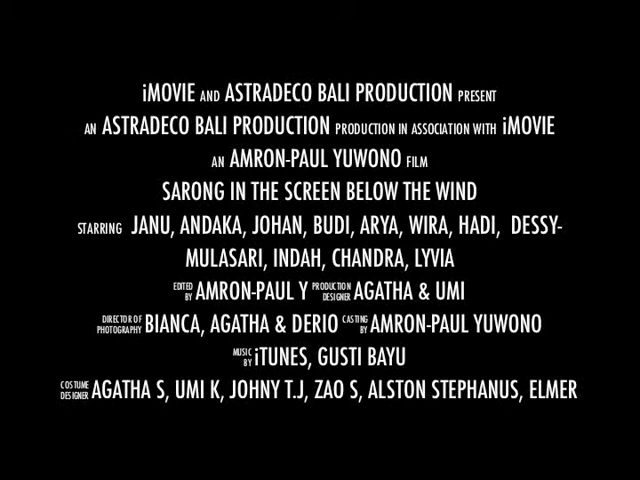 iMOVIE AND ASTRADECO BALI PRODUCTION PRESENT
AN ASTRADECO BALI PRODUCTION PRODUCTION IN ASSOCIATION WITH iMOVIE
AN AMRON-PAUL YUWONO FILM
SARONG IN THE SCREEN BELOW THE WIND
STARRING JANU, ANDAKA, JOHAN, BUDI, ARYA, WIRA, HADI, DESSY-
MULASARI, INDAH, CHANDRA, LYVIA
EDITED BY AMRON-PAUL Y PRODUCTION DESIGNER AGATHA & UMI
DIRECTOR OF PHOTOGRAPHY BIANCA, AGATHA & DERIO CASTING BY AMRON-PAUL YUWONO
MUSIC BY iTUNES, GUSTI BAYU
COSTUME DESIGNER AGATHA S, UMI K, JOHNY T.J, ZAO S, ALSTON STEPHANUS, ELMER